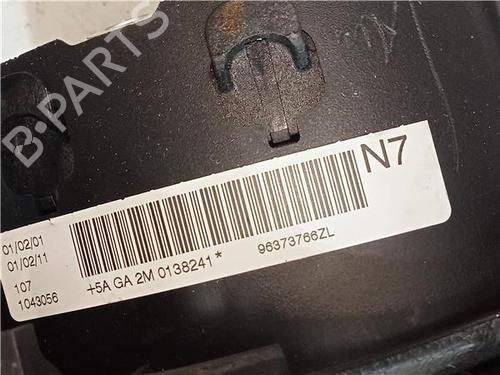 B-PARTS
N7
01/02/01
01/02/11
107
1043056
+5A GA 2M 0138241*
96373766ZL